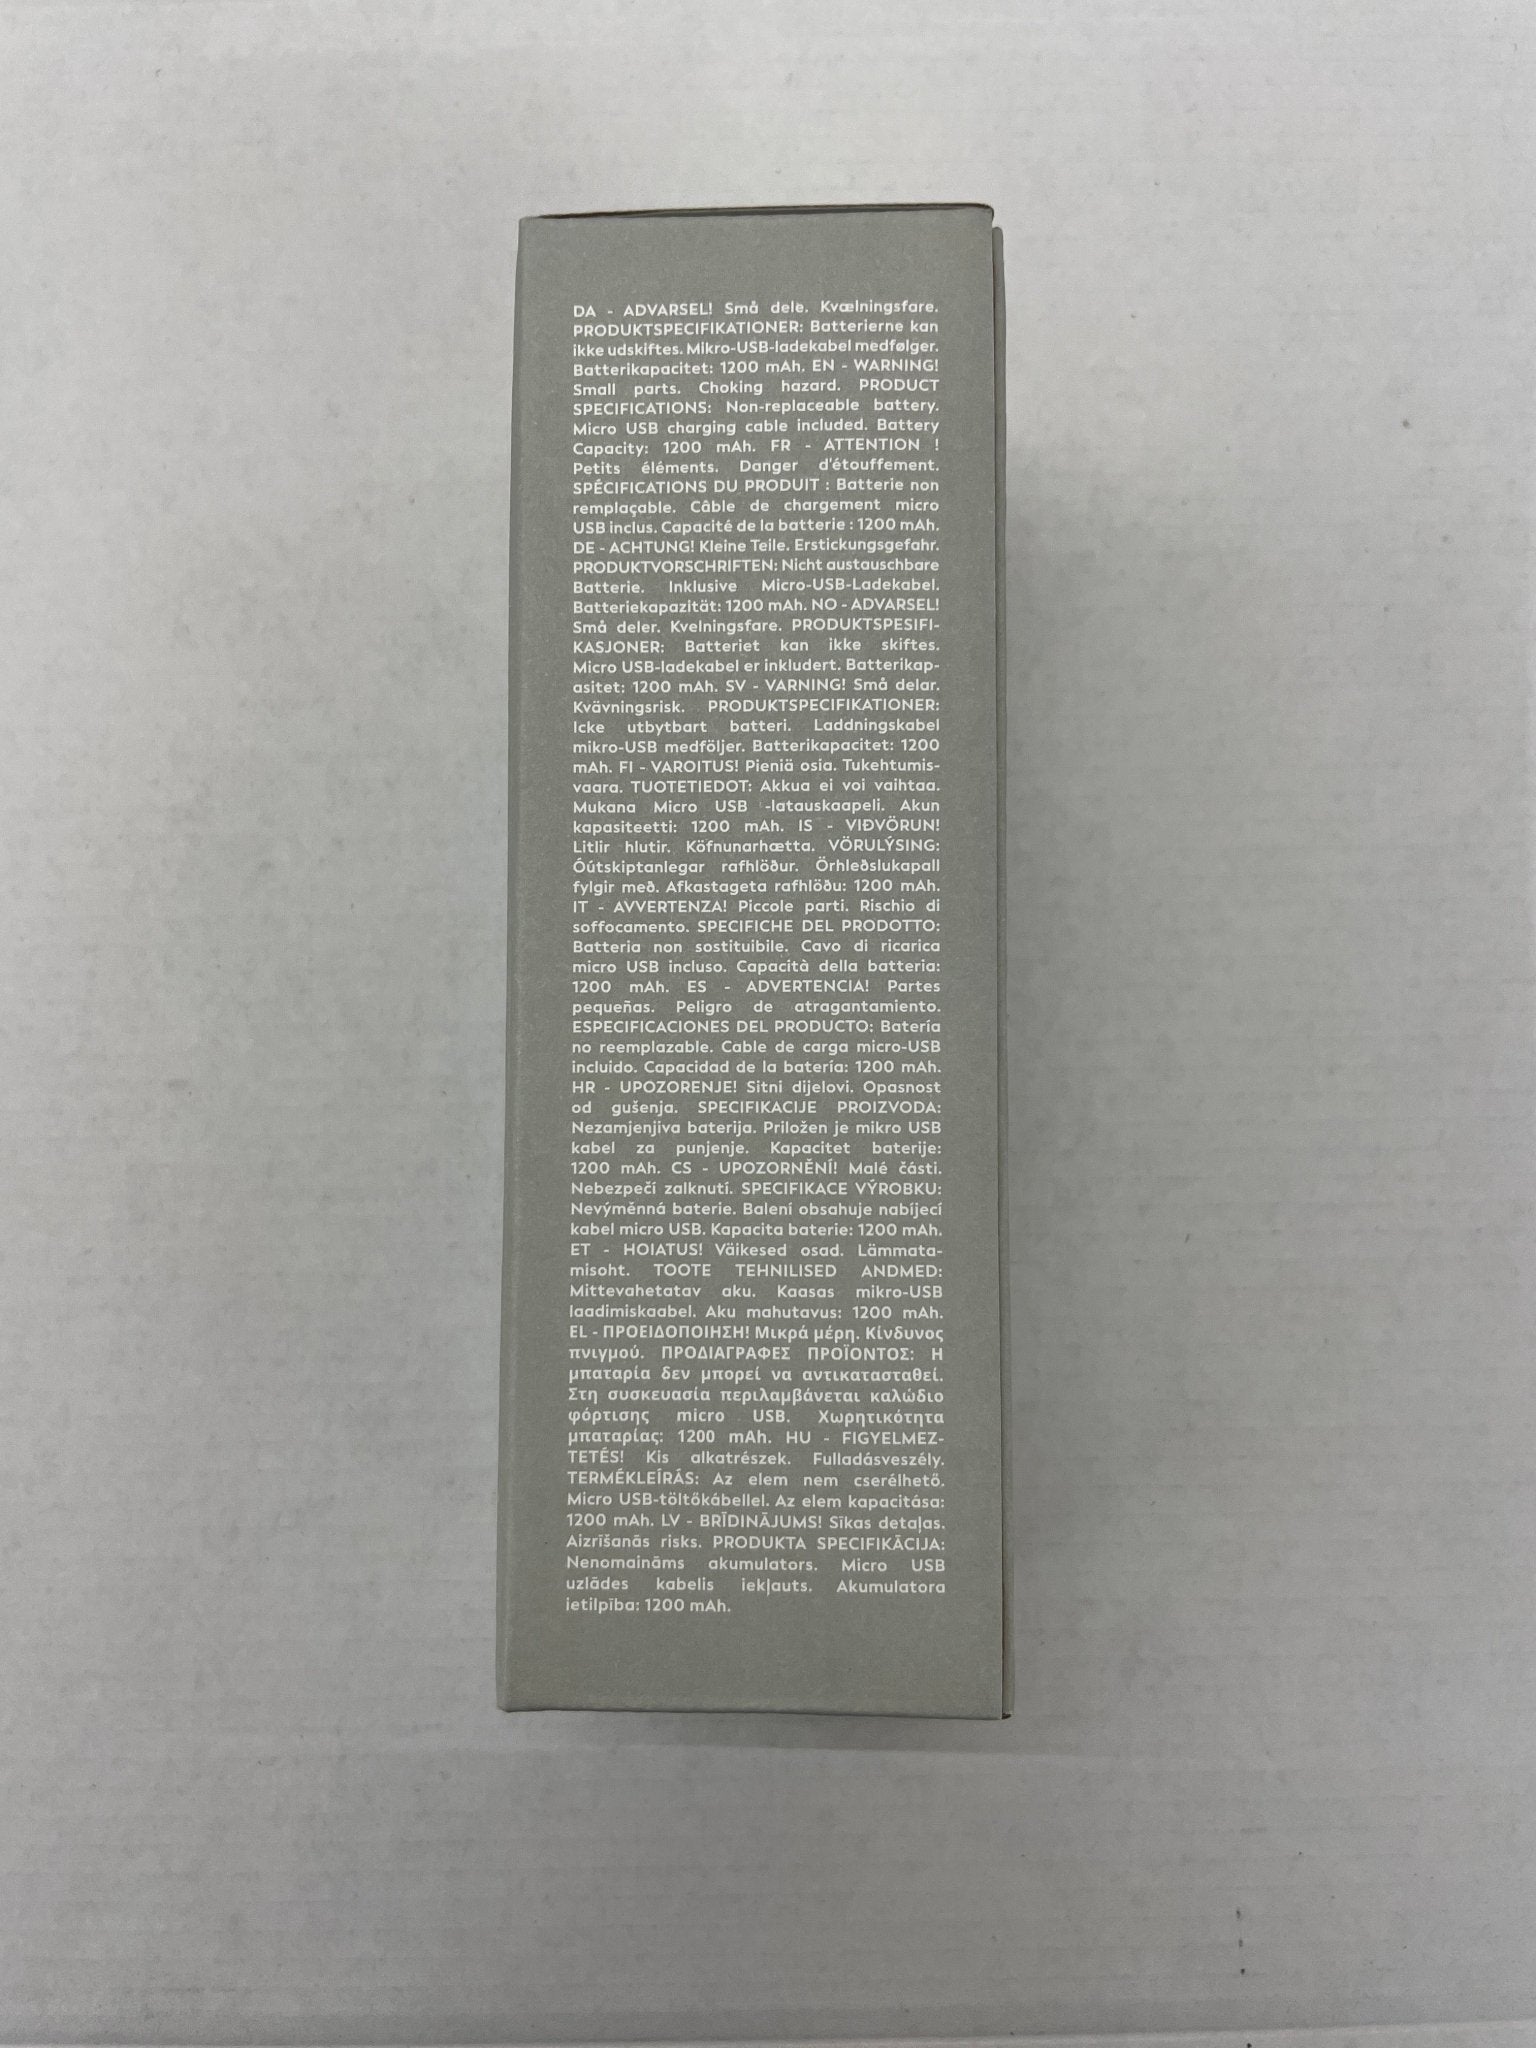 DA - ADVARSEL! Små dele. Kvælningsfare.
PRODUKTSPECIFIKATIONER: Batterierne kan
ikke udskiftes. Mikro-USB-ladekabel medfølger.
Batterikapacitet: 1200 mAh. EN - WARNING!
Small parts. Choking hazard. PRODUCT
SPECIFICATIONS: Non-replaceable battery.
Micro USB charging cable included. Battery
Capacity: 1200 mAh. FR - ATTENTION !
Petits éléments. Danger d'étouffement.
SPÉCIFICATIONS DU PRODUIT : Batterie non
remplaçable. Câble de chargement micro
USB inclus. Capacité de la batterie : 1200 mAh.
DE - ACHTUNG! Kleine Teile. Erstickungsgefahr.
PRODUKTVORSCHRIFTEN: Nicht austauschbare
Batterie. Inklusive Micro-USB-Ladekabel.
Batteriekapazität: 1200 mAh. NO - ADVARSEL!
Små deler. Kvelningsfare. PRODUKTSPESIFI-
KASJONER: Batteriet kan ikke skiftes.
Micro USB-ladekabel er inkludert. Batterikap-
asitet: 1200 mAh. SV - VARNING! Små delar.
Kvävningsrisk. PRODUKTSPECIFIKATIONER:
Icke utbytbart batteri. Laddningskabel
mikro-USB medföljer. Batterikapacitet: 1200
mAh. FI - VAROITUS! Pieniä osia. Tukehtumis-
vaara. TUOTETIEDOT: Akkua ei voi vaihtaa.
Mukana Micro USB -latauskaapeli. Akun
kapasiteetti: 1200 mAh. IS - VIÐVÖRUN!
Litlir hlutir. Köfnunarhætta. VÖRULÝSING:
Óútskiptanlegar rafhlöður. Örhleðslukapall
fylgir með. Afkastageta rafhlöðu: 1200 mAh.
IT - AVVERTENZA! Piccole parti. Rischio di
soffocamento. SPECIFICHE DEL PRODOTTO:
Batteria non sostituibile. Cavo di ricarica
micro USB incluso. Capacità della batteria:
1200 mAh. ES - ADVERTENCIA! Partes
pequeñas. Peligro de atragantamiento.
ESPECIFICACIONES DEL PRODUCTO: Batería
no reemplazable. Cable de carga micro-USB
incluido. Capacidad de la batería: 1200 mAh.
HR - UPOZORENJE! Sitni dijelovi. Opasnost
od gušenja. SPECIFIKACIJE PROIZVODA:
Nezamjenjiva baterija. Priložen je mikro USB
kabel za punjenje. Kapacitet baterije:
1200 mAh. CS - UPOZORNĚNÍ! Malé části.
Nebezpečí zalknutí. SPECIFIKACE VÝROBKU:
Nevýměnná baterie. Balení obsahuje nabíjecí
kabel micro USB. Kapacita baterie: 1200 mAh.
ET - HOIATUS! Väikesed osad. Lämmata-
misoht. TOOTE TEHNILISED ANDMED:
Mittevahetatav aku. Kaasas mikro-USB
laadimiskaabel. Aku mahutavus: 1200 mAh.
EL - ΠΡΟΕΙΔΟΠΟΙΗΣΗ! Μικρά μέρη. Κίνδυνος
πνιγμού. ΠΡΟΔΙΑΓΡΑΦΕΣ ΠΡΟΪΟΝΤΟΣ: Η
μπαταρία δεν μπορεί να αντικατασταθεί.
Στη συσκευασία περιλαμβάνεται καλώδιο
φόρτισης micro USB. Χωρητικότητα
μπαταρίας: 1200 mAh. HU - FIGYELMEZ-
TETÉS! Kis alkatrészek. Fulladásveszély.
TERMÉKLEÍRÁS: Az elem nem cserélhető.
Micro USB-töltőkábellel. Az elem kapacitása:
1200 mAh. LV - BRĪDINĀJUMS! Sīkas detaļas.
Aizrīšanās risks. PRODUKTA SPECIFIKĀCIJA:
Nenomaināms akumulators. Micro USB
uzlādes kabelis iekļauts. Akumulatora
ietilpība: 1200 mAh.